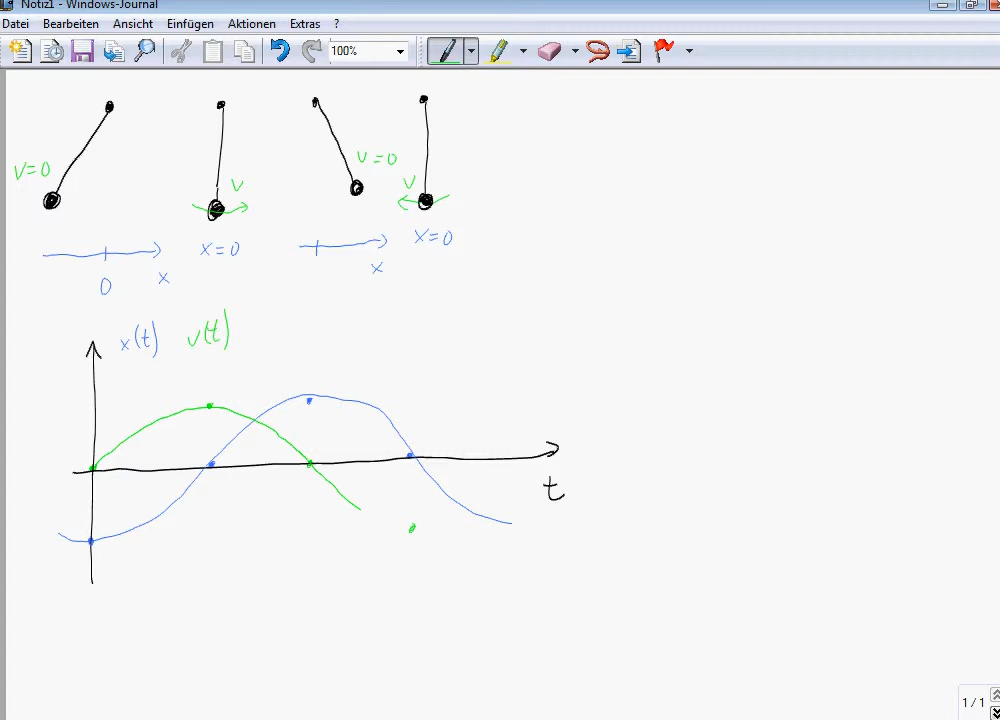 Notiz1 - Windows-Journal
Datei Bearbeiten Ansicht Einfügen Aktionen Extras ?
100%
V=0 V V=0 V
X=0 X=0
0 X X
x(t) v(t)
t
1 / 1